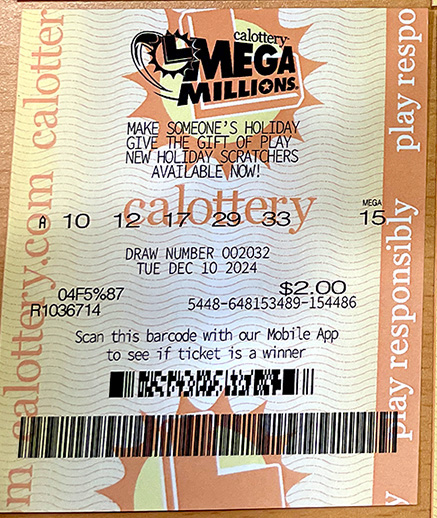 calottery
MEGA
MILLIONS
MAKE SOMEONE'S HOLIDAY
GIVE THE GIFT OF PLAY
NEW HOLIDAY SCRATCHERS
AVAILABLE NOW!
calottery
MEGA
A 10 12 17 29 33 15
DRAW NUMBER 002032
TUE DEC 10 2024
04F5%87 $2.00
R1036714 5448-648153489-154486
Scan this barcode with our Mobile App
to see if ticket is a winner
m calottery.com calotter
play responsibly play respo